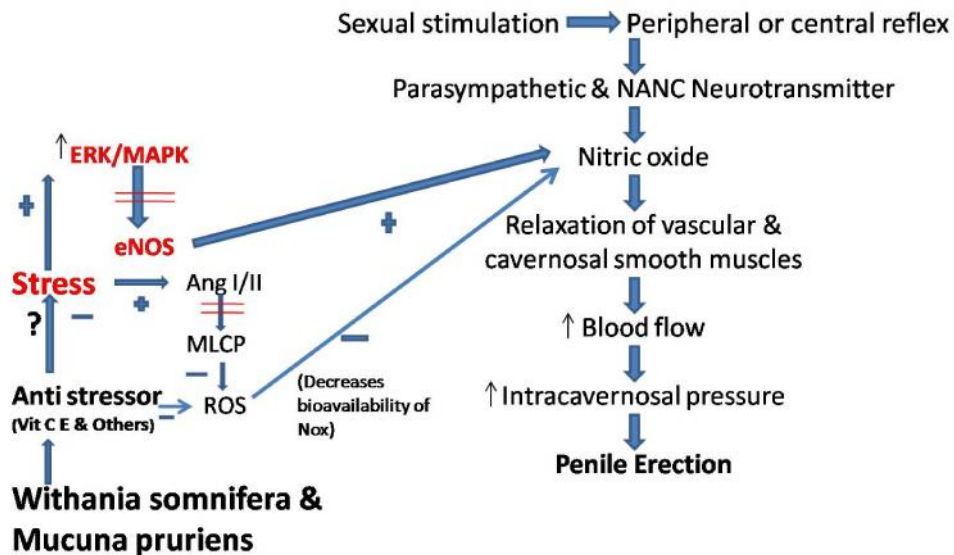 Sexual stimulation
Peripheral or central reflex
Parasympathetic & NANC Neurotransmitter
Nitric oxide
Relaxation of vascular &
cavernosal smooth muscles
↑ Blood flow
↑ Intracavernosal pressure
Penile Erection
↑ ERK/MAPK
+
eNOS
+
Stress
+
Ang I/II
?
−
MLCP
−
−
ROS
(Decreases
bioavailability of
Nox)
Anti stressor
(Vit C E & Others)
−
Withania somnifera &
Mucuna pruriens